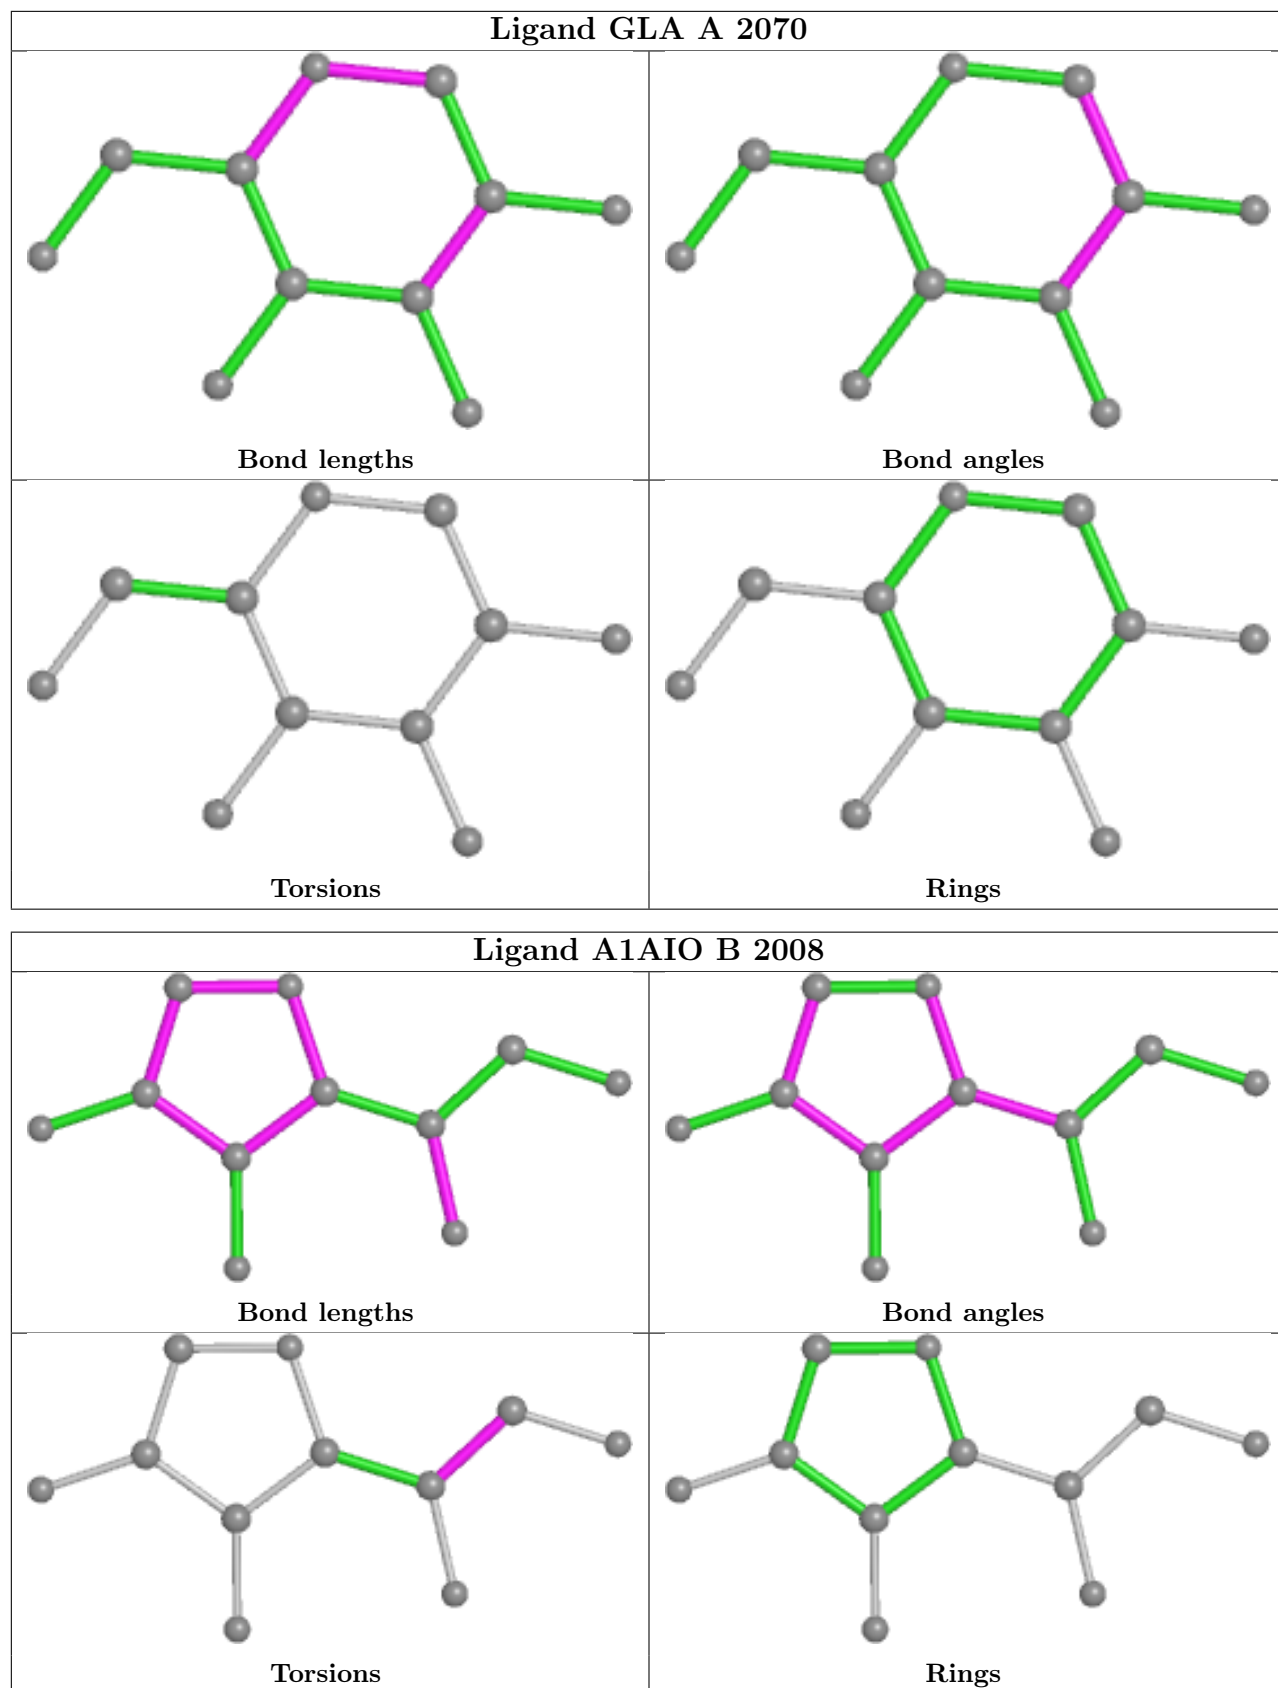 Ligand GLA A 2070
Bond lengths
Bond angles
Torsions
Rings
Ligand A1AIO B 2008
Bond lengths
Bond angles
Torsions
Rings